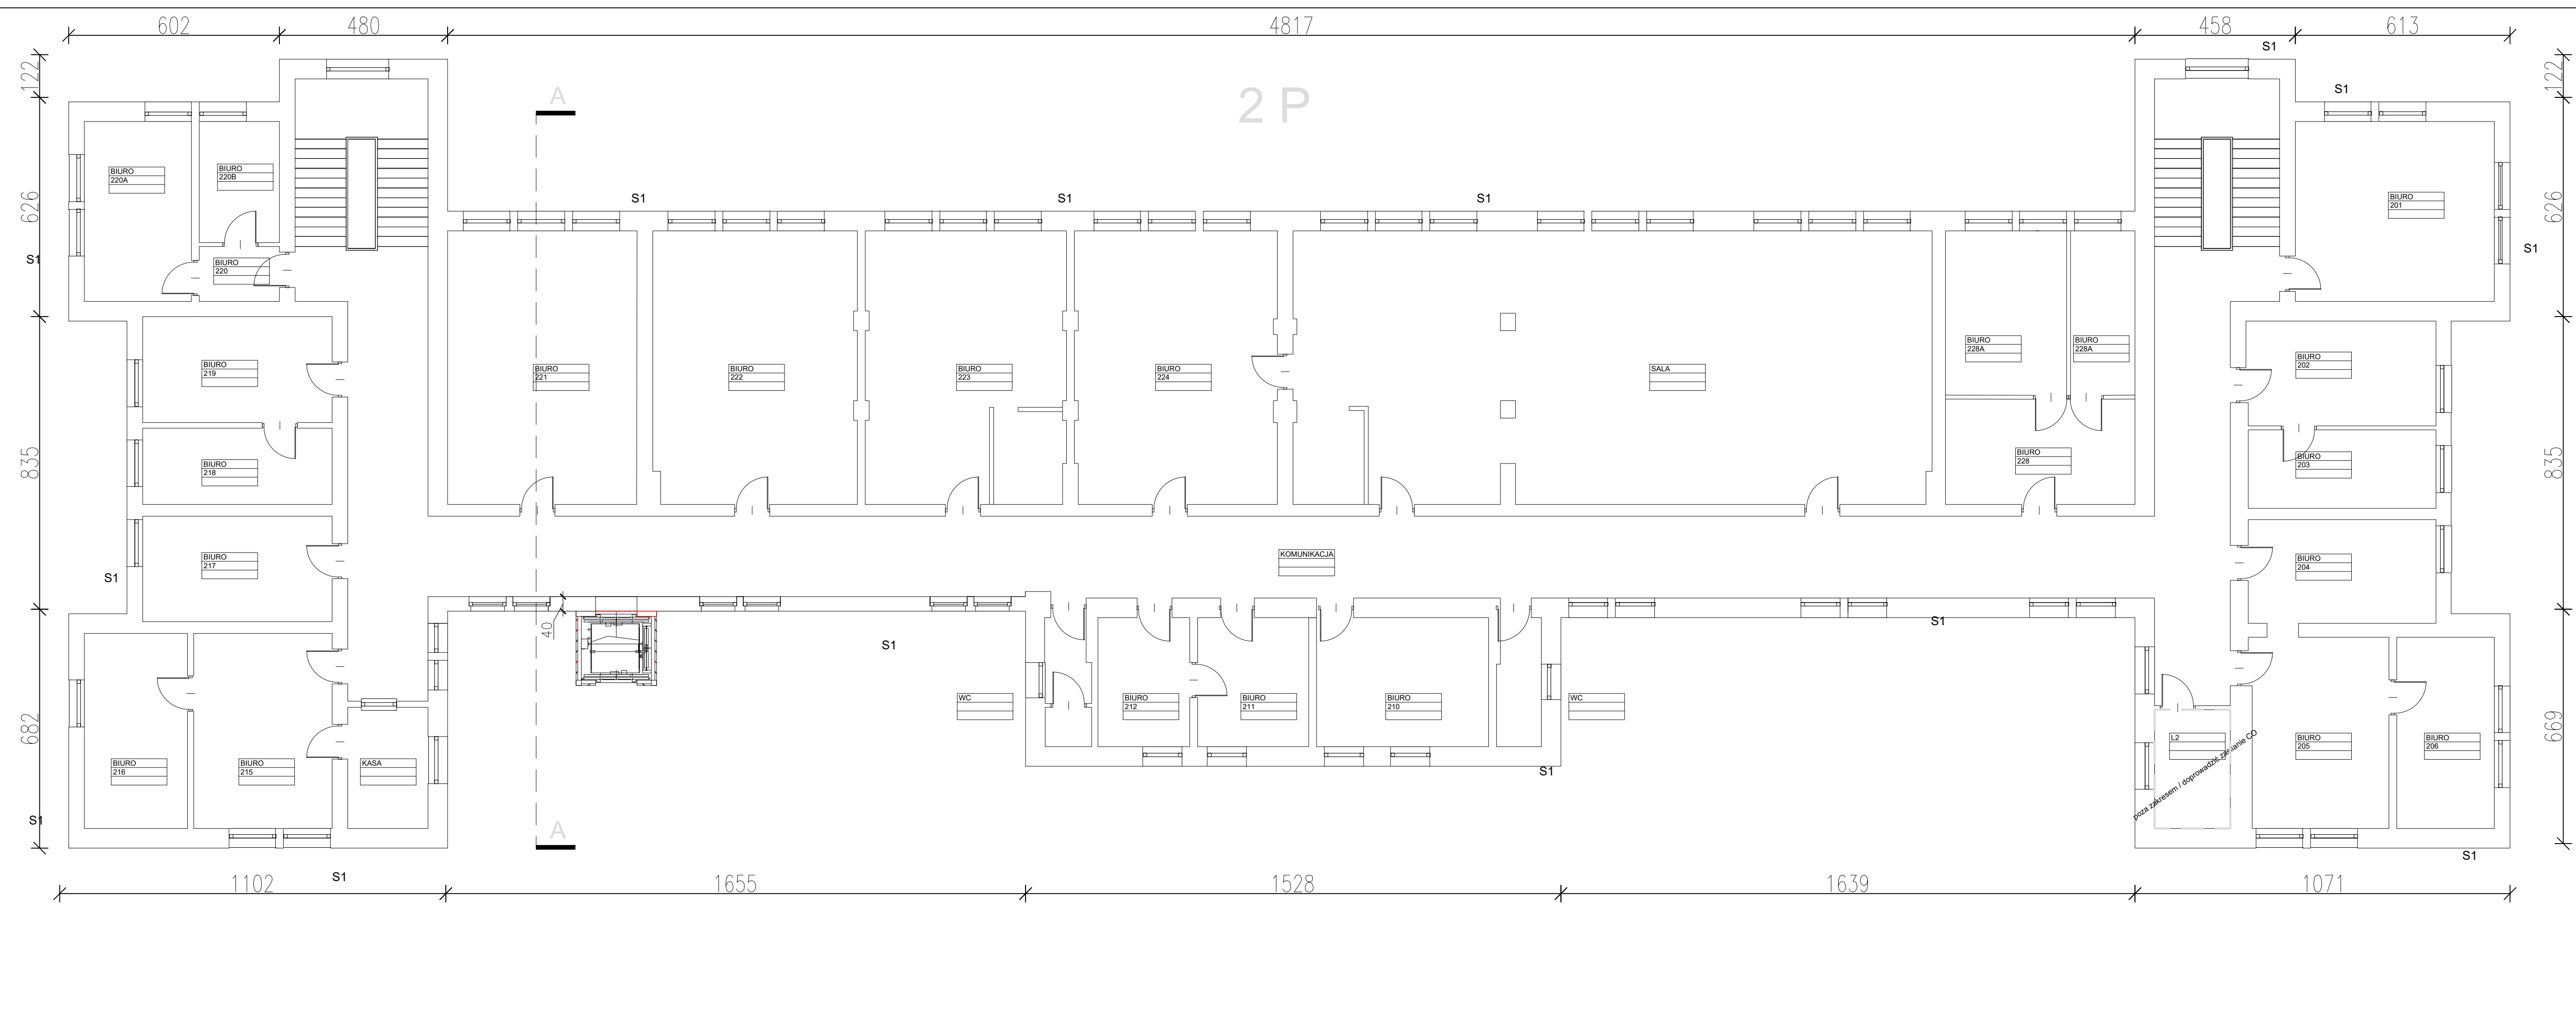 602
480
4817
458
613
S1
122
122
S1
A
2 P
BIURO
220A
BIURO
220B
S1
S1
S1
BIURO
201
626
626
S1
S1
BIURO
220
BIURO
219
BIURO
221
BIURO
222
BIURO
223
BIURO
224
SALA
BIURO
228A
BIURO
228A
BIURO
202
835
835
BIURO
218
BIURO
228
BIURO
203
BIURO
217
KOMUNIKACJA
BIURO
204
S1
40
S1
S1
WC
BIURO
212
BIURO
211
BIURO
210
WC
682
669
BIURO
216
BIURO
215
KASA
L2
poza zakresem / doprowadzić zasilanie CO
BIURO
205
BIURO
206
S1
S1
A
S1
S1
1102
1655
1528
1639
1071